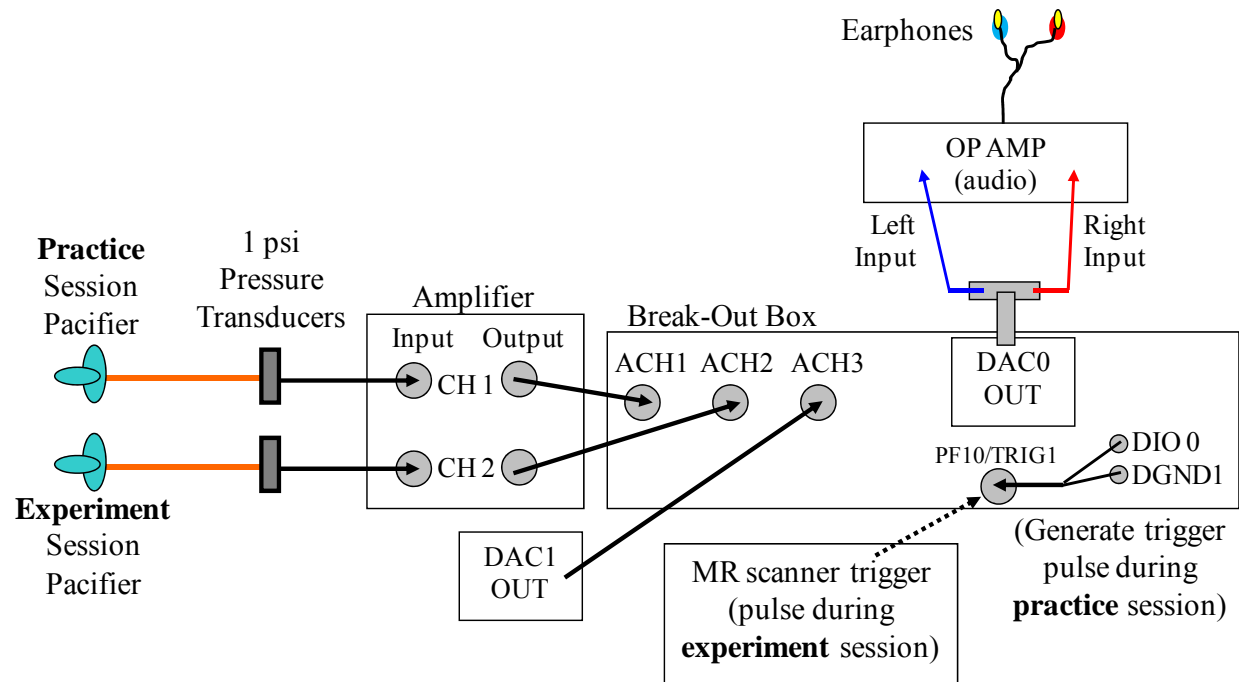 Earphones
OP AMP
(audio)
Left
Input
Right
Input
Practice
Session
Pacifier
1 psi
Pressure
Transducers
Amplifier
Input
Output
CH 1
CH 2
Experiment
Session
Pacifier
Break-Out Box
ACH1
ACH2
ACH3
DAC0
OUT
DIO 0
PF10/TRIG1
DGND1
DAC1
OUT
MR scanner trigger
(pulse during
experiment session)
(Generate trigger
pulse during
practice session)